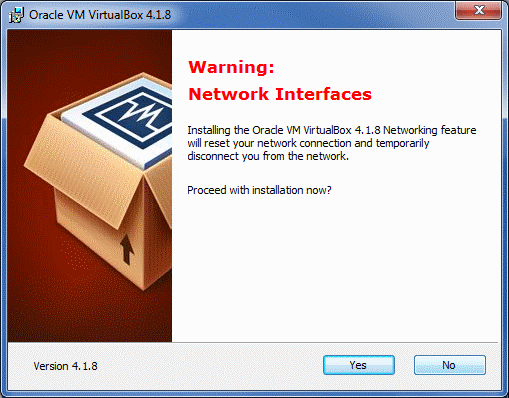 Oracle VM VirtualBox 4.1.8
Warning:
Network Interfaces
Installing the Oracle VM VirtualBox 4.1.8 Networking feature
will reset your network connection and temporarily
disconnect you from the network.
Proceed with installation now?
Version 4.1.8
Yes
No